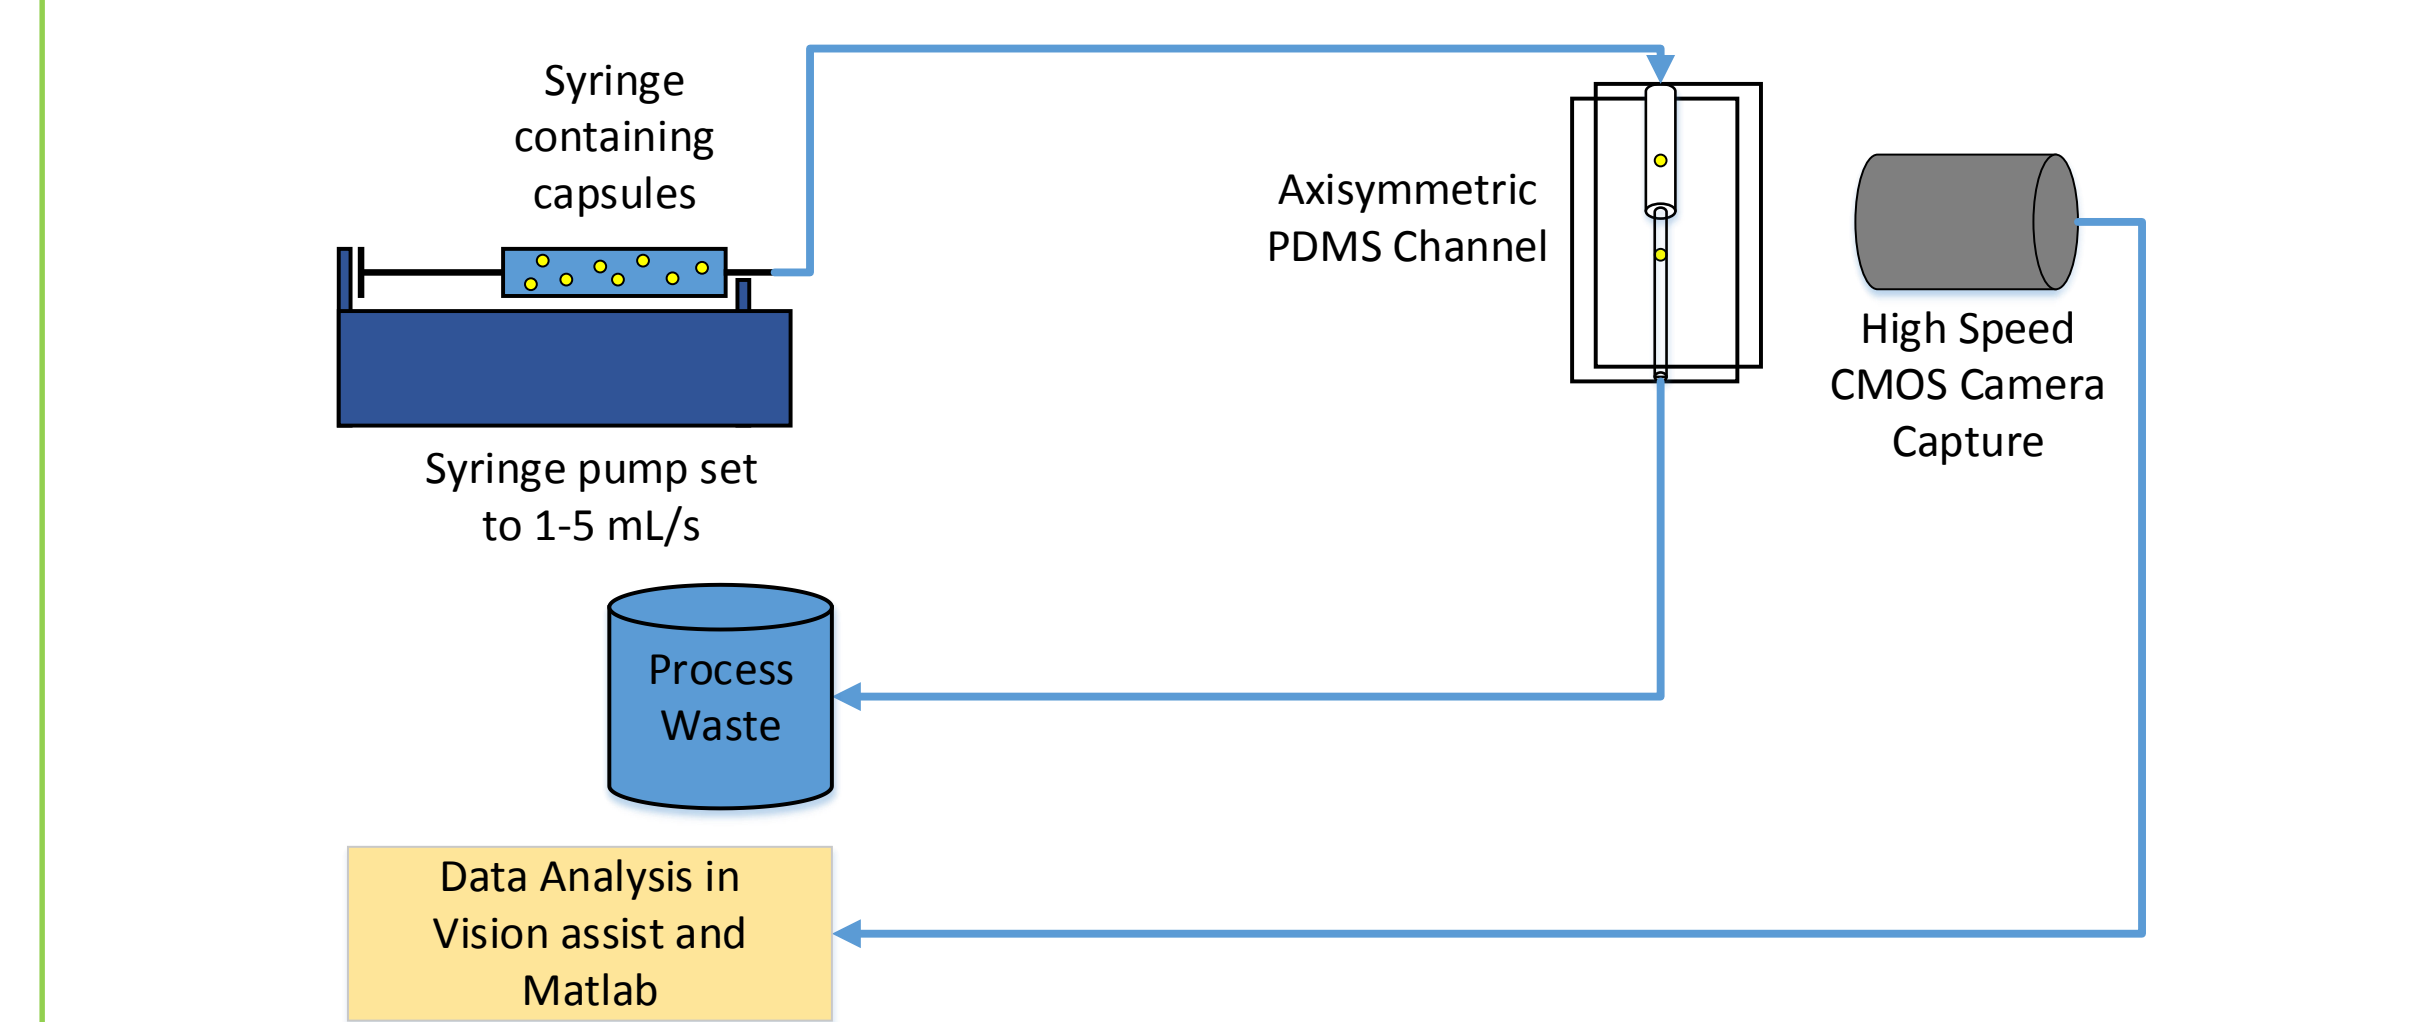 Syringe
containing
capsules
Axisymmetric
PDMS Channel
High Speed
CMOS Camera
Capture
Syringe pump set
to 1-5 mL/s
Process
Waste
Data Analysis in
Vision assist and
Matlab